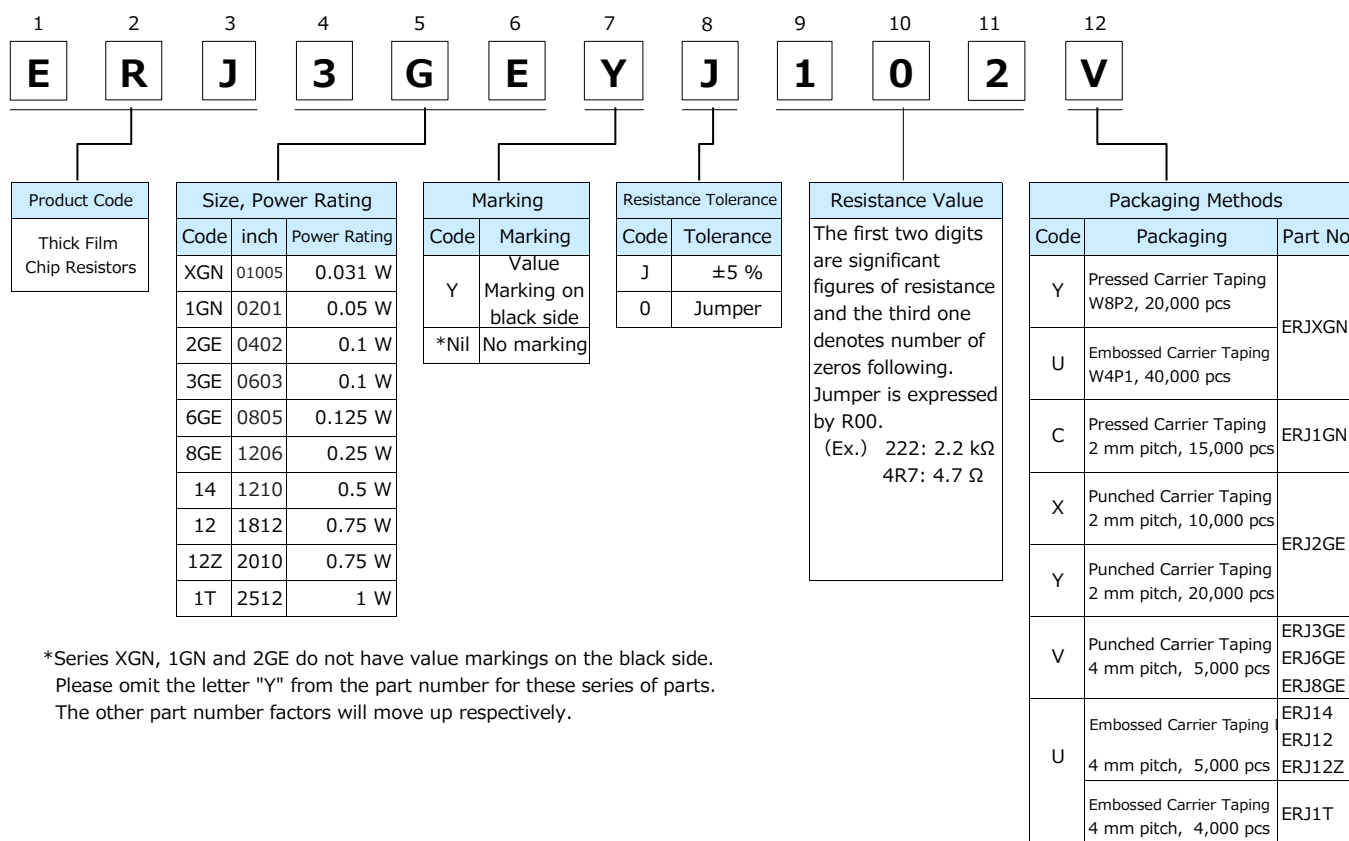 1 2 3 4 5 6 7 8 9 10 11 12
E R J 3 G E Y J 1 0 2 V
Product Code
Thick Film
Chip Resistors
Size, Power Rating
Code inch Power Rating
XGN 01005 0.031 W
1GN 0201 0.05 W
2GE 0402 0.1 W
3GE 0603 0.1 W
6GE 0805 0.125 W
8GE 1206 0.25 W
14 1210 0.5 W
12 1812 0.75 W
12Z 2010 0.75 W
1T 2512 1 W
Marking
Code Marking
Y
Value
Marking on
black side
*Nil No marking
Resistance Tolerance
Code Tolerance
J ±5 %
0 Jumper
Resistance Value
The first two digits
are significant
figures of resistance
and the third one
denotes number of
zeros following.
Jumper is expressed
by R00.
(Ex.) 222: 2.2 kΩ
4R7: 4.7 Ω
Packaging Methods
Code Packaging Part No
Y
Pressed Carrier Taping
W8P2, 20,000 pcs
ERJXGN
U
Embossed Carrier Taping
W4P1, 40,000 pcs
C
Pressed Carrier Taping
2 mm pitch, 15,000 pcs
ERJ1GN
X
Punched Carrier Taping
2 mm pitch, 10,000 pcs
ERJ2GE
Y
Punched Carrier Taping
2 mm pitch, 20,000 pcs
V
Punched Carrier Taping
4 mm pitch, 5,000 pcs
ERJ3GE
ERJ6GE
ERJ8GE
U
Embossed Carrier Taping
4 mm pitch, 5,000 pcs
ERJ14
ERJ12
ERJ12Z
Embossed Carrier Taping
4 mm pitch, 4,000 pcs
ERJ1T
*Series XGN, 1GN and 2GE do not have value markings on the black side.
Please omit the letter "Y" from the part number for these series of parts.
The other part number factors will move up respectively.